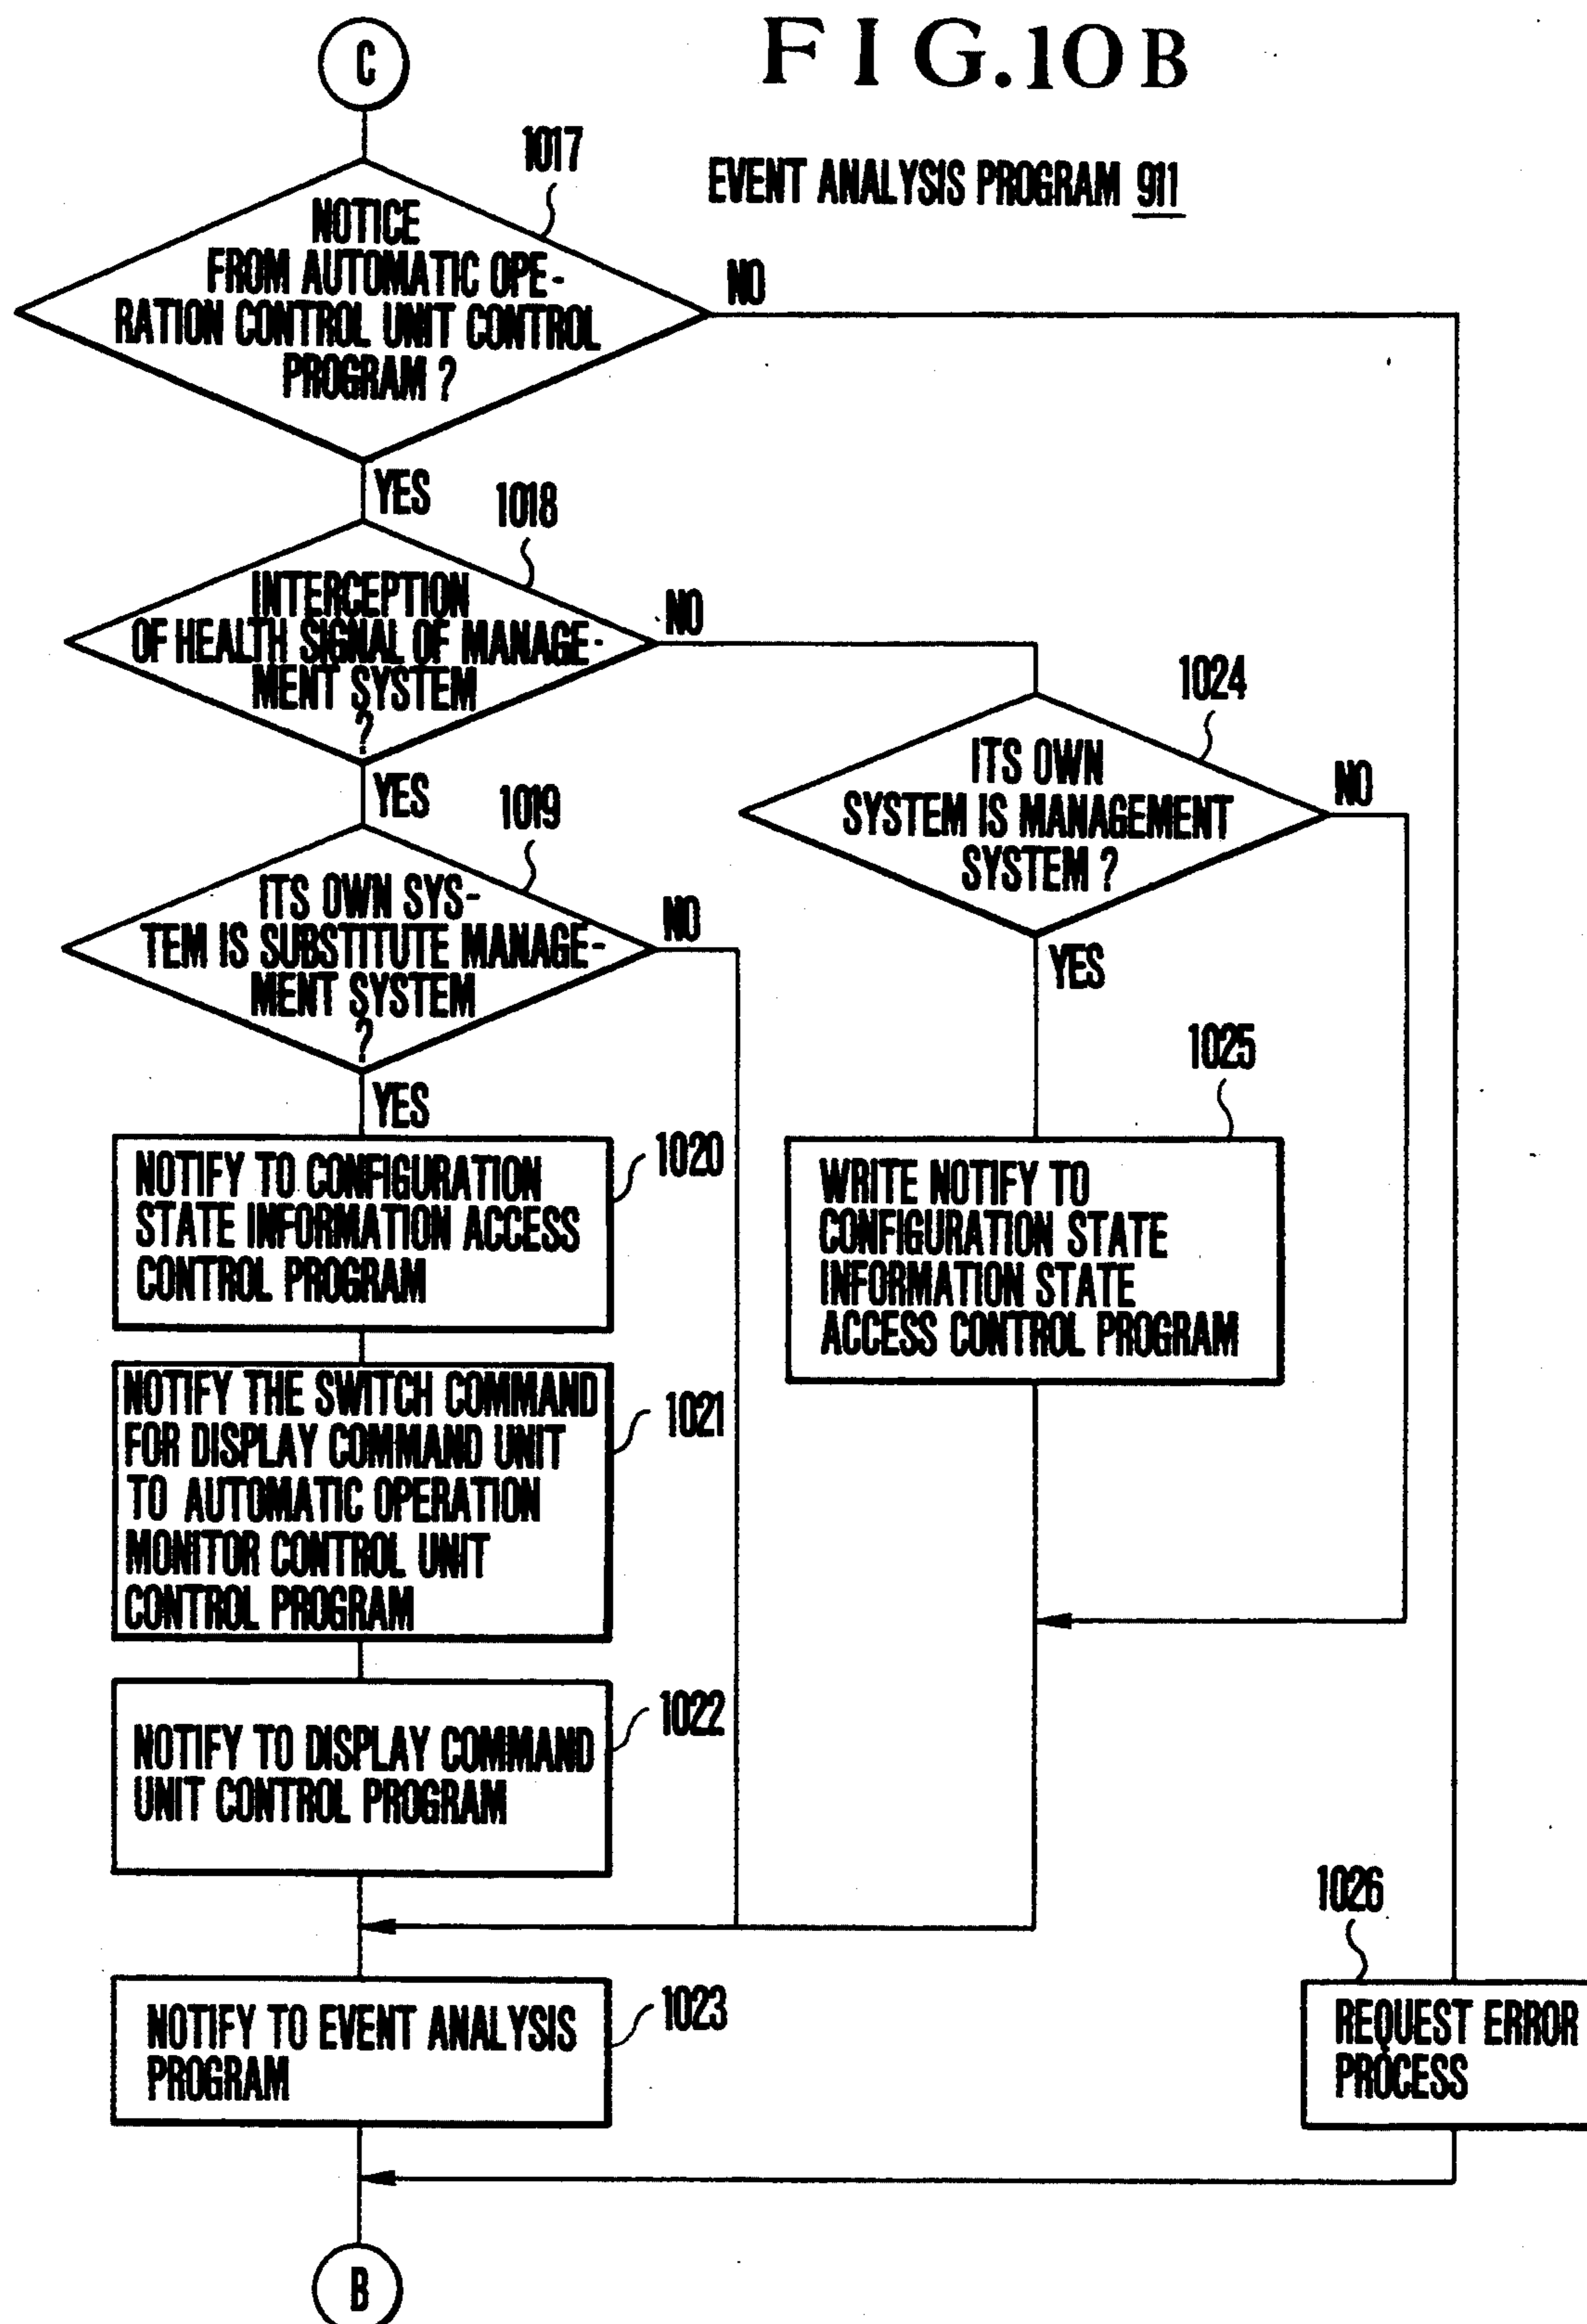 C
FIG.10B
EVENT ANALYSIS PROGRAM 911
1017
NOTICE
FROM AUTOMATIC OPE-
RATION CONTROL UNIT CONTROL
PROGRAM ?
NO
YES
1018
INTERCEPTION
OF HEALTH SIGNAL OF MANAGE-
MENT SYSTEM
?
NO
YES
1024
ITS OWN
SYSTEM IS MANAGEMENT
SYSTEM ?
NO
YES
1019
ITS OWN SYS-
TEM IS SUBSTITUTE MANAGE-
MENT SYSTEM
?
NO
YES
1025
WRITE NOTIFY TO
CONFIGURATION STATE
INFORMATION STATE
ACCESS CONTROL PROGRAM
1020
NOTIFY TO CONFIGURATION
STATE INFORMATION ACCESS
CONTROL PROGRAM
1021
NOTIFY THE SWITCH COMMAND
FOR DISPLAY COMMAND UNIT
TO AUTOMATIC OPERATION
MONITOR CONTROL UNIT
CONTROL PROGRAM
1022
NOTIFY TO DISPLAY COMMAND
UNIT CONTROL PROGRAM
1023
NOTIFY TO EVENT ANALYSIS
PROGRAM
1026
REQUEST ERROR
PROCESS
B